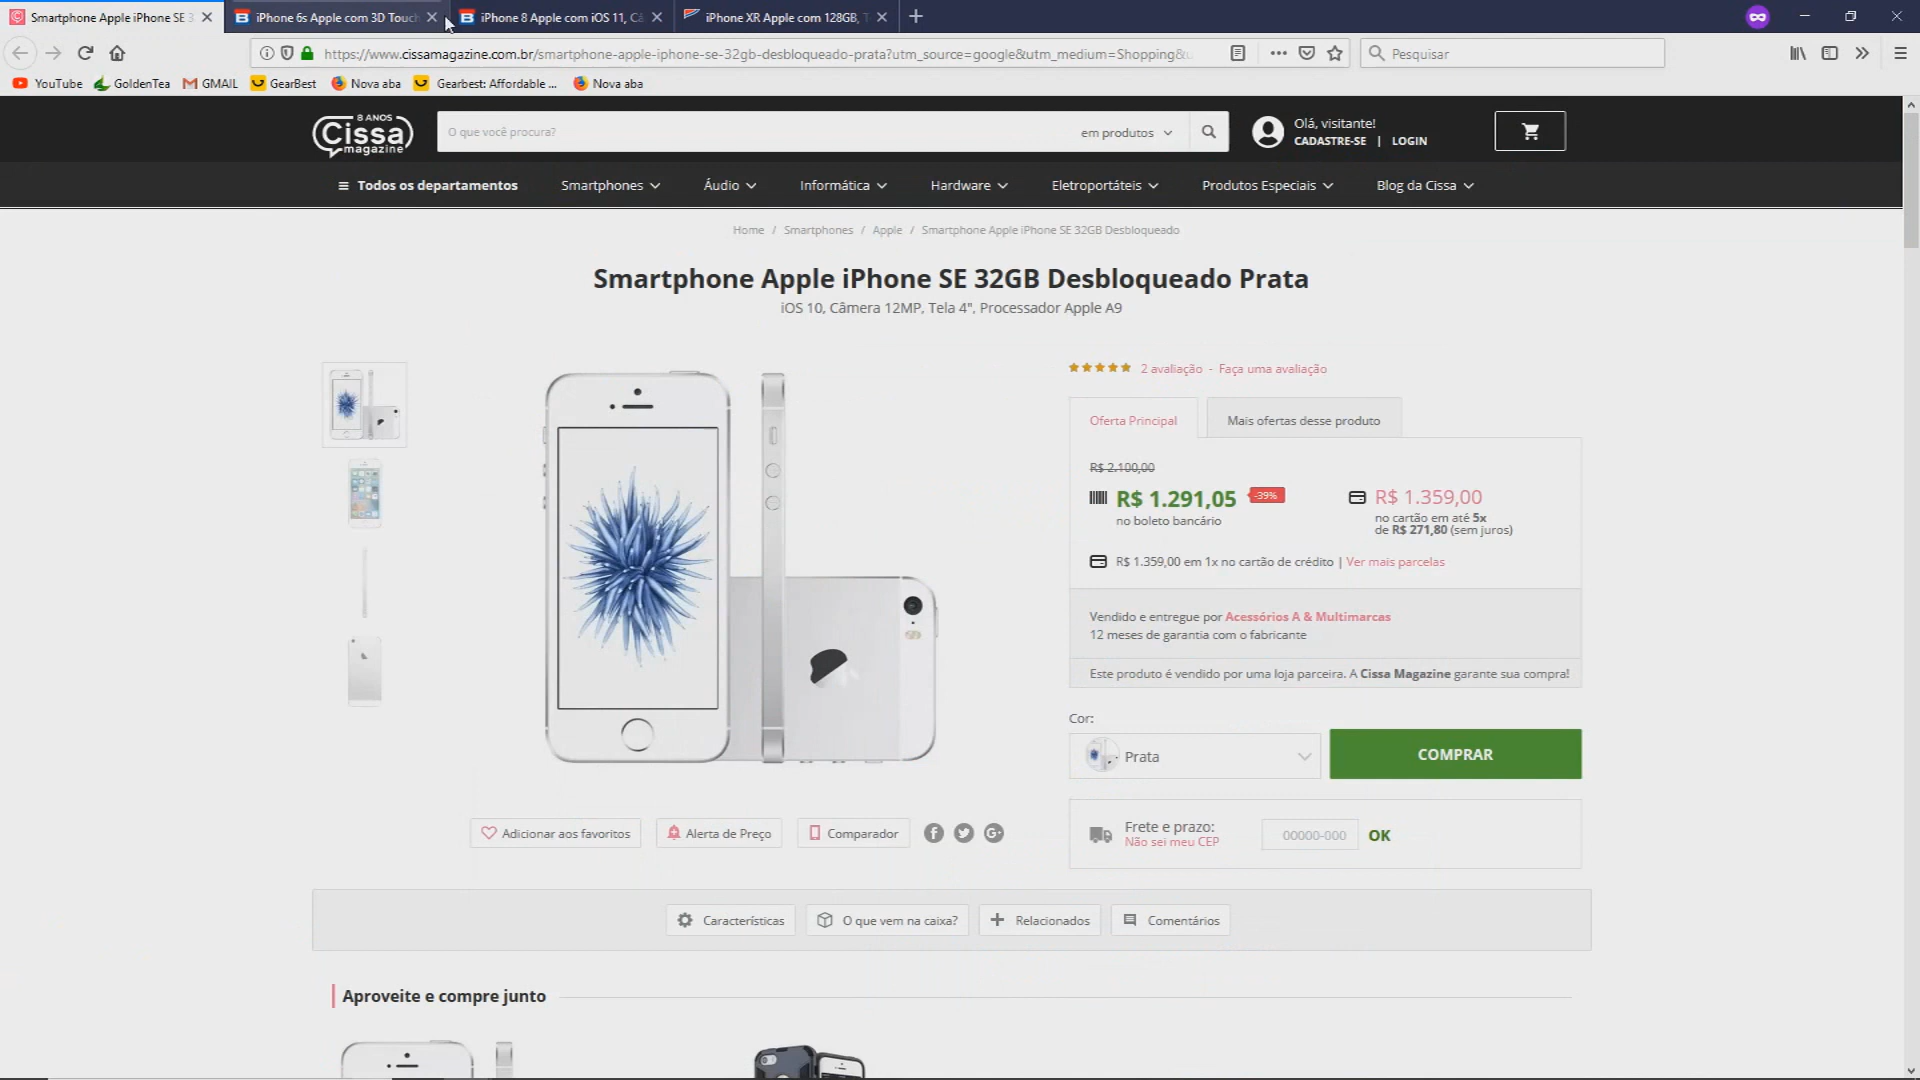 Smartphone Apple iPhone SE 3
iPhone 6s Apple com 3D Touch
iPhone 8 Apple com iOS 11, Câ
iPhone XR Apple com 128GB, T
https://www.cissamagazine.com.br/smartphone-apple-iphone-se-32gb-desbloqueado-prata?utm_source=google&utm_medium=Shopping&u
Pesquisar
YouTube
GoldenTea
GMAIL
GearBest
Nova aba
Gearbest: Affordable ...
Nova aba
8 ANOS
Cissa
magazine
O que você procura?
em produtos
Olá, visitante!
CADASTRE-SE | LOGIN
Todos os departamentos
Smartphones
Áudio
Informática
Hardware
Eletroportáteis
Produtos Especiais
Blog da Cissa
Home / Smartphones / Apple / Smartphone Apple iPhone SE 32GB Desbloqueado
Smartphone Apple iPhone SE 32GB Desbloqueado Prata
iOS 10, Câmera 12MP, Tela 4", Processador Apple A9
2 avaliação - Faça uma avaliação
Oferta Principal
Mais ofertas desse produto
R$ 2.100,00
R$ 1.291,05
-39%
no boleto bancário
R$ 1.359,00
no cartão em até 5x
de R$ 271,80 (sem juros)
R$ 1.359,00 em 1x no cartão de crédito | Ver mais parcelas
Vendido e entregue por Acessórios A & Multimarcas
12 meses de garantia com o fabricante
Este produto é vendido por uma loja parceira. A Cissa Magazine garante sua compra!
Cor:
Prata
COMPRAR
Adicionar aos favoritos
Alerta de Preço
Comparador
Frete e prazo:
Não sei meu CEP
00000-000
OK
Características
O que vem na caixa?
Relacionados
Comentários
Aproveite e compre junto